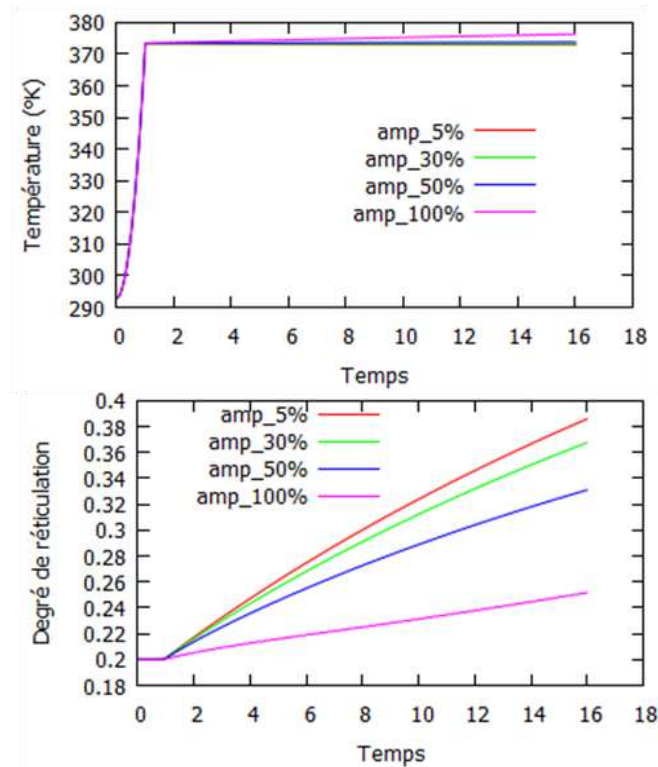 380
370
360
350
340
330
320
310
300
290
Température (ºK)
amp_5%
amp_30%
amp_50%
amp_100%
0 2 4 6 8 10 12 14 16 18
Temps
0.4
0.38
0.36
0.34
0.32
0.3
0.28
0.26
0.24
0.22
0.2
0.18
Degré de réticulation
amp_5%
amp_30%
amp_50%
amp_100%
0 2 4 6 8 10 12 14 16 18
Temps